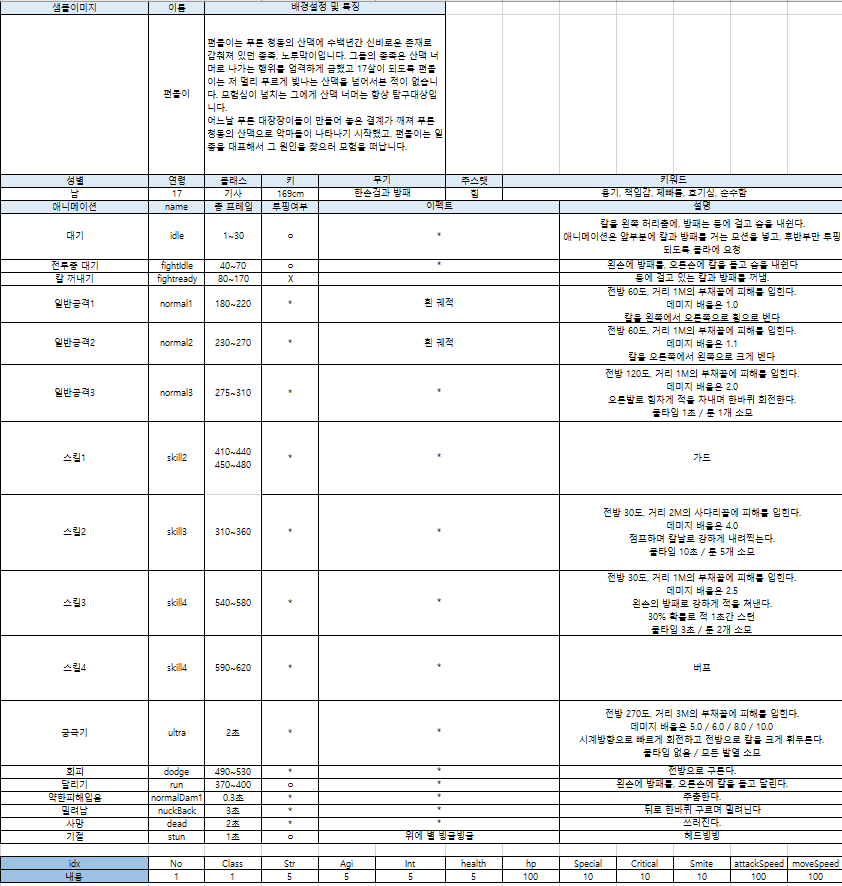 샘플이미지 이름 배경설정 및 특징
편물이
편물이는 푸른 청동의 산맥에 수백년간 신비로운 존재로
감춰져 있던 종족, 노루막이입니다. 그들의 종족은 산맥 너
머로 나가는 행위를 엄격하게 금했고 17살이 되도록 편물
이는 저 멀리 푸르게 빛나는 산맥을 넘어서본 적이 없습니
다. 모험심이 넘치는 그에게 산맥 너머는 항상 탐구대상입
니다.
어느날 푸른 대장장이들이 만들어 놓은 결계가 깨져 푸른
청동의 산맥으로 악마들이 나타나기 시작했고, 편물이는 일
종을 대표해서 그 원인을 찾으러 모험을 떠납니다.
성별 연령 클래스 키 무기 주스탯 키워드
남 17 기사 169cm 한손검과 방패 힘 용기, 책임감, 재빠름, 호기심, 순수함
애니메이션 name 총 프레임 루핑여부 이펙트 설명
대기 idle 1~30 o *
칼을 왼쪽 허리춤에, 방패는 등에 걸고 숨을 내쉰다.
애니메이션은 앞부분에 칼과 방패를 거는 모션을 넣고, 후반부만 루핑
되도록 클라에 요청
전투중 대기 fightIdle 40~70 o * 왼손에 방패를, 오른손에 칼을 들고 숨을 내쉰다
칼 꺼내기 fightready 80~170 X 등에 걸고 있는 칼과 방패를 꺼냄.
일반공격1 normal1 180~220 * 흰 궤적
전방 60도, 거리 1M의 부채꼴에 피해를 입힌다.
데미지 배율은 1.0
칼을 왼쪽에서 오른쪽으로 횡으로 벤다
일반공격2 normal2 230~270 * 흰 궤적
전방 60도, 거리 1M의 부채꼴에 피해를 입힌다.
데미지 배율은 1.1
칼을 오른쪽에서 왼쪽으로 크게 벤다
일반공격3 normal3 275~310 * *
전방 120도, 거리 1M의 부채꼴에 피해를 입힌다.
데미지 배율은 2.0
오른발로 힘차게 적을 차내며 한바퀴 회전한다.
쿨타임 1초 / 룬 1개 소모
스킬1 skill2 410~440 * * 가드
450~480
스킬2 skill3 310~360 * *
전방 30도, 거리 2M의 사다리꼴에 피해를 입힌다.
데미지 배율은 4.0
점프하며 칼날로 강하게 내려찍는다.
쿨타임 10초 / 룬 5개 소모
스킬3 skill4 540~580 * *
전방 30도, 거리 1M의 부채꼴에 피해를 입힌다.
데미지 배율은 2.5
왼손의 방패로 강하게 적을 쳐낸다.
30% 확률로 적 1초간 스턴
쿨타임 3초 / 룬 2개 소모
스킬4 skill4 590~620 * * 버프
궁극기 ultra 2초 * *
전방 270도, 거리 3M의 부채꼴에 피해를 입힌다.
데미지 배율은 5.0 / 6.0 / 8.0 / 10.0
시계방향으로 빠르게 회전하고 전방으로 칼을 크게 휘두른다.
쿨타임 없음 / 모든 발열 소모
회피 dodge 490~530 * * 전방으로 구른다.
달리기 run 370~400 o * 왼손에 방패를, 오른손에 칼을 들고 달린다.
약한피해입음 normalDam1 0.3초 * * 주춤한다.
밀려남 nuckBack 3초 * * 뒤로 한바퀴 구르며 밀려난다
사망 dead 2초 * * 쓰러진다.
기절 stun 1초 o 위에 별 빙글빙글 헤드빙빙
idx No Class Str Agi Int health hp Special Critical Smite attackSpeed moveSpeed
내용 1 1 5 5 5 5 100 10 10 10 100 100